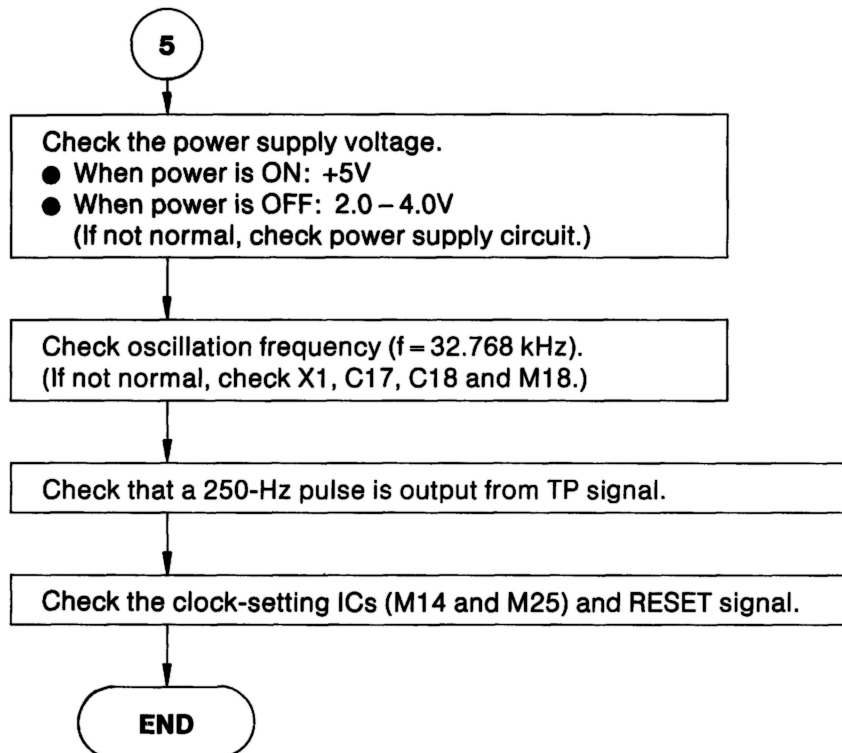 5
Check the power supply voltage.
● When power is ON: +5V
● When power is OFF: 2.0 – 4.0V
(If not normal, check power supply circuit.)
Check oscillation frequency (f = 32.768 kHz).
(If not normal, check X1, C17, C18 and M18.)
Check that a 250-Hz pulse is output from TP signal.
Check the clock-setting ICs (M14 and M25) and RESET signal.
END